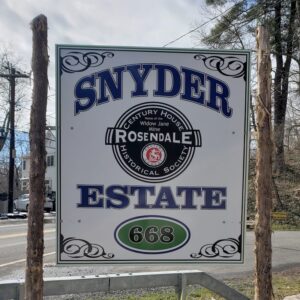 SNYDER
CENTURY HOUSE
Home of the
Widow Jane
Mine
ROSENDALE
HISTORICAL SOCIETY
ESTATE
668